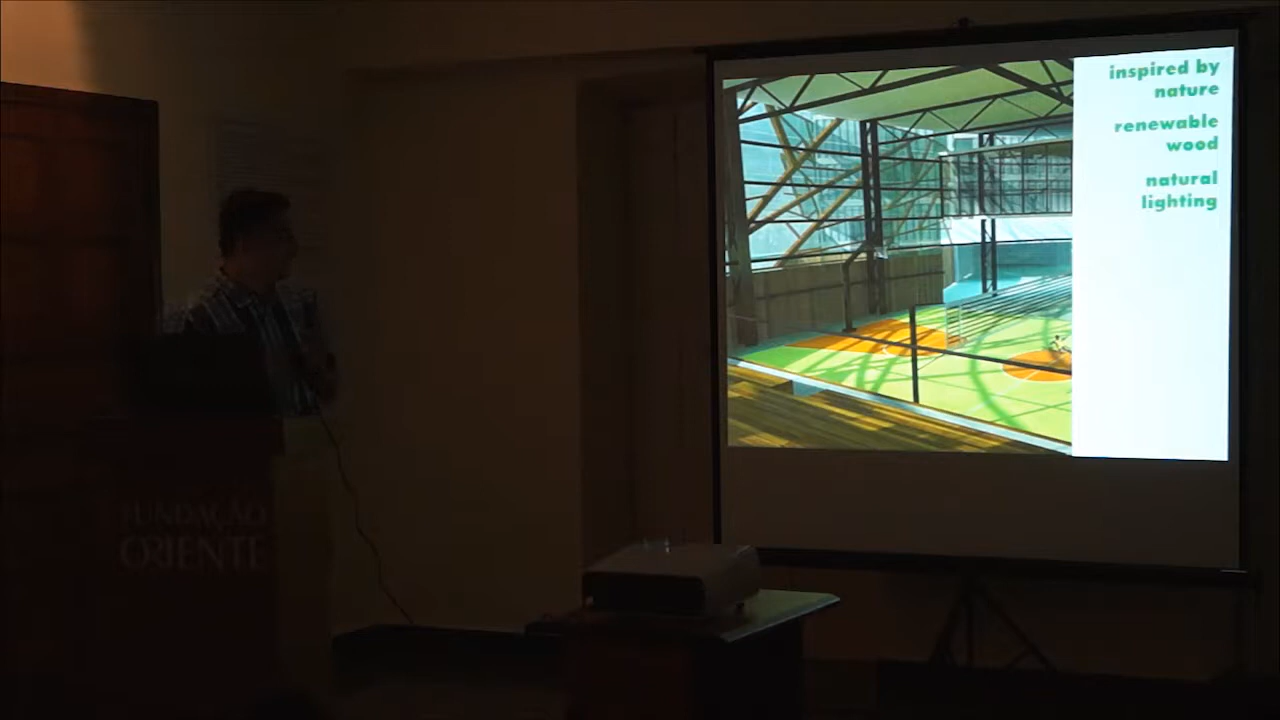 inspired by
nature
renewable
wood
natural
lighting
FUNDAÇÃO
ORIENTE